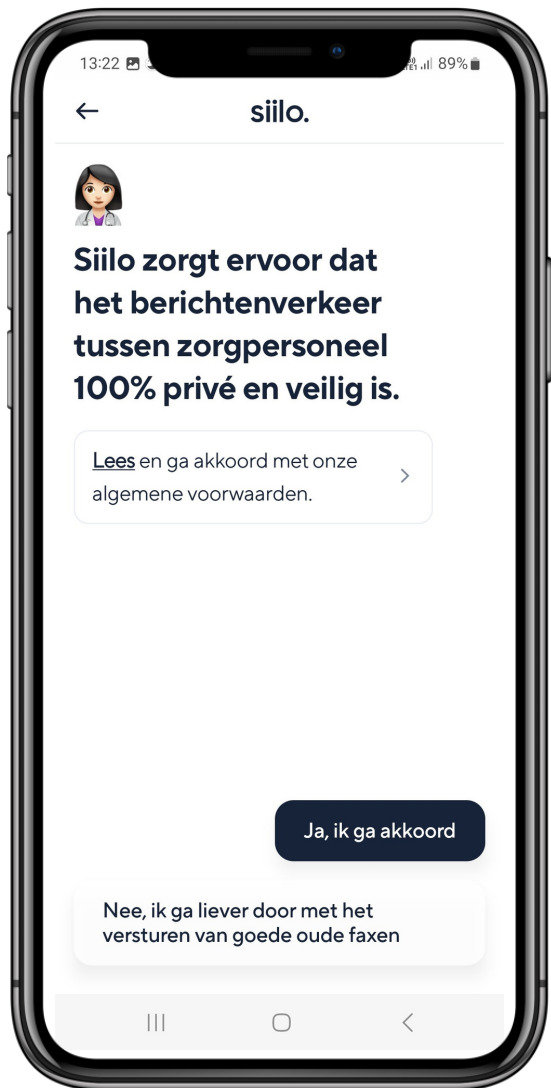 13:22
89%
siilo.
Siilo zorgt ervoor dat
het berichtenverkeer
tussen zorgpersoneel
100% privé en veilig is.
Lees en ga akkoord met onze
algemene voorwaarden.
Ja, ik ga akkoord
Nee, ik ga liever door met het
versturen van goede oude faxen